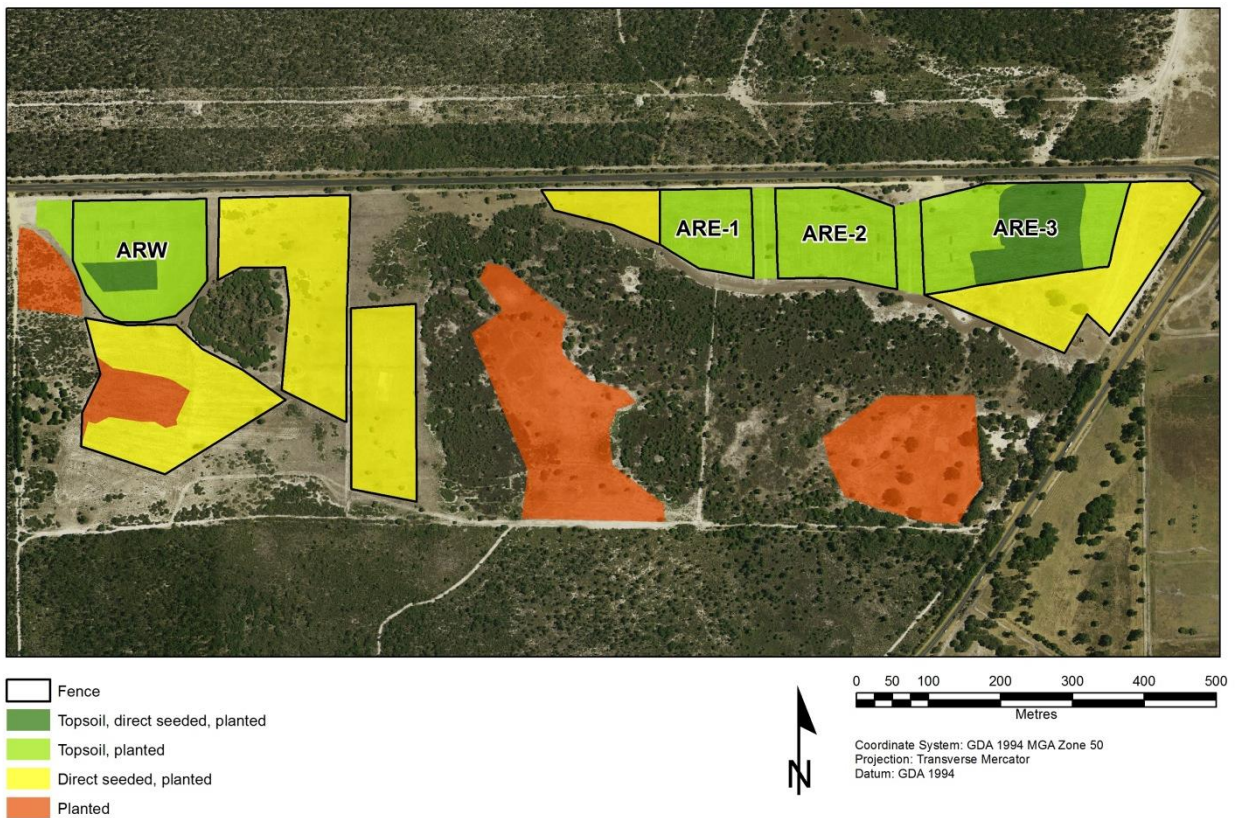 ARW
ARE-1
ARE-2
ARE-3
Fence
Topsoil, direct seeded, planted
Topsoil, planted
Direct seeded, planted
Planted
N
0 50 100 200 300 400 500
Metres
Coordinate System: GDA 1994 MGA Zone 50
Projection: Transverse Mercator
Datum: GDA 1994